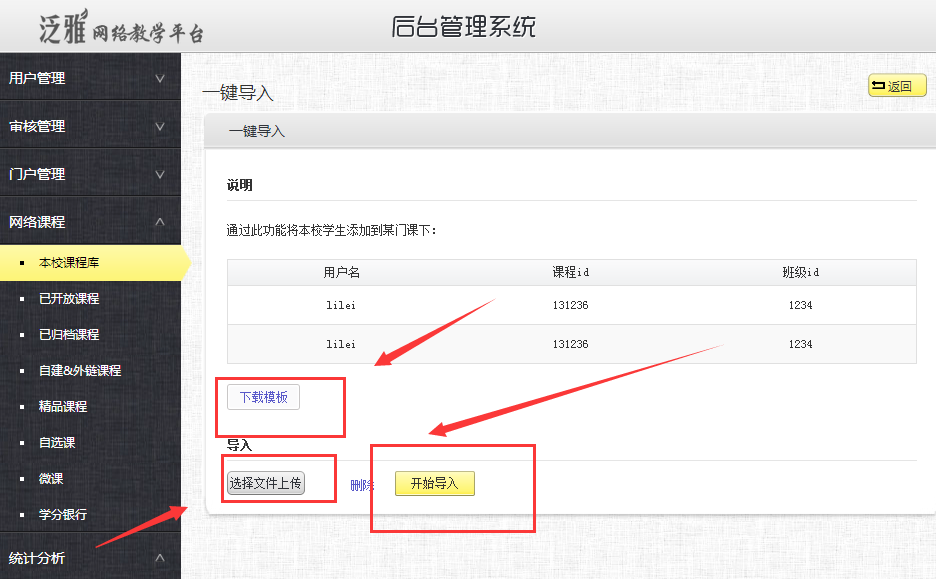 泛雅网络教学平台
后台管理系统
用户管理
审核管理
门户管理
网络课程
本校课程库
已开放课程
已归档课程
自建&外链课程
精品课程
自选课
微课
学分银行
统计分析
一键导入
返回
一键导入
说明
通过此功能将本校学生添加到某门课下：
用户名 课程id 班级id
lilei 131236 1234
lilei 131236 1234
下载模板
导入
选择文件上传 删除 开始导入